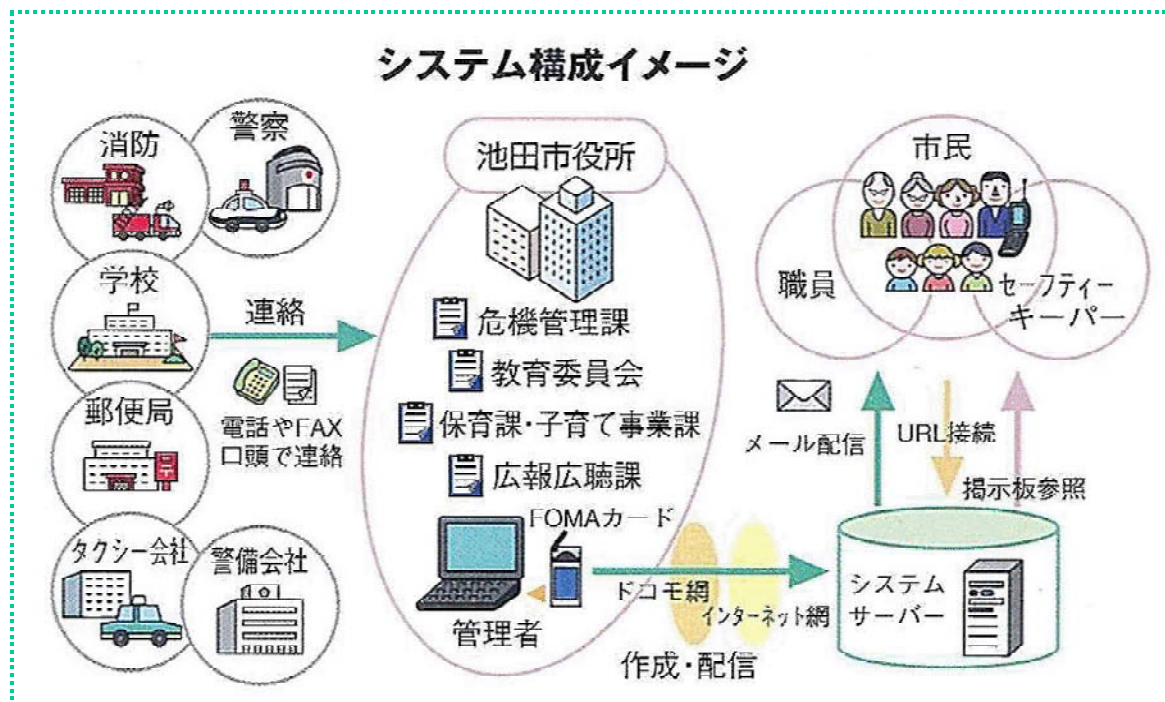 システム構成イメージ
消防
警察
学校
郵便局
タクシー会社
警備会社
連絡
電話やFAX
口頭で連絡
池田市役所
危機管理課
教育委員会
保育課・子育て事業課
広報広聴課
FOMAカード
管理者
ドコモ網
インターネット網
作成・配信
市民
職員
セーフティー
キーパー
メール配信
URL接続
掲示板参照
システム
サーバー